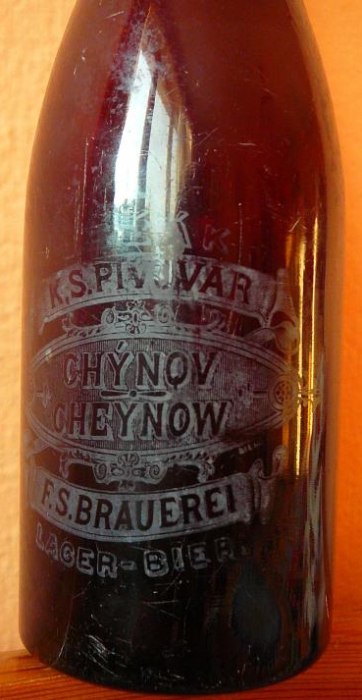 K.S.PIVOVAR
CHÝNOV
CHEYNOW
F.S.BRAUEREI
LAGER-BIER